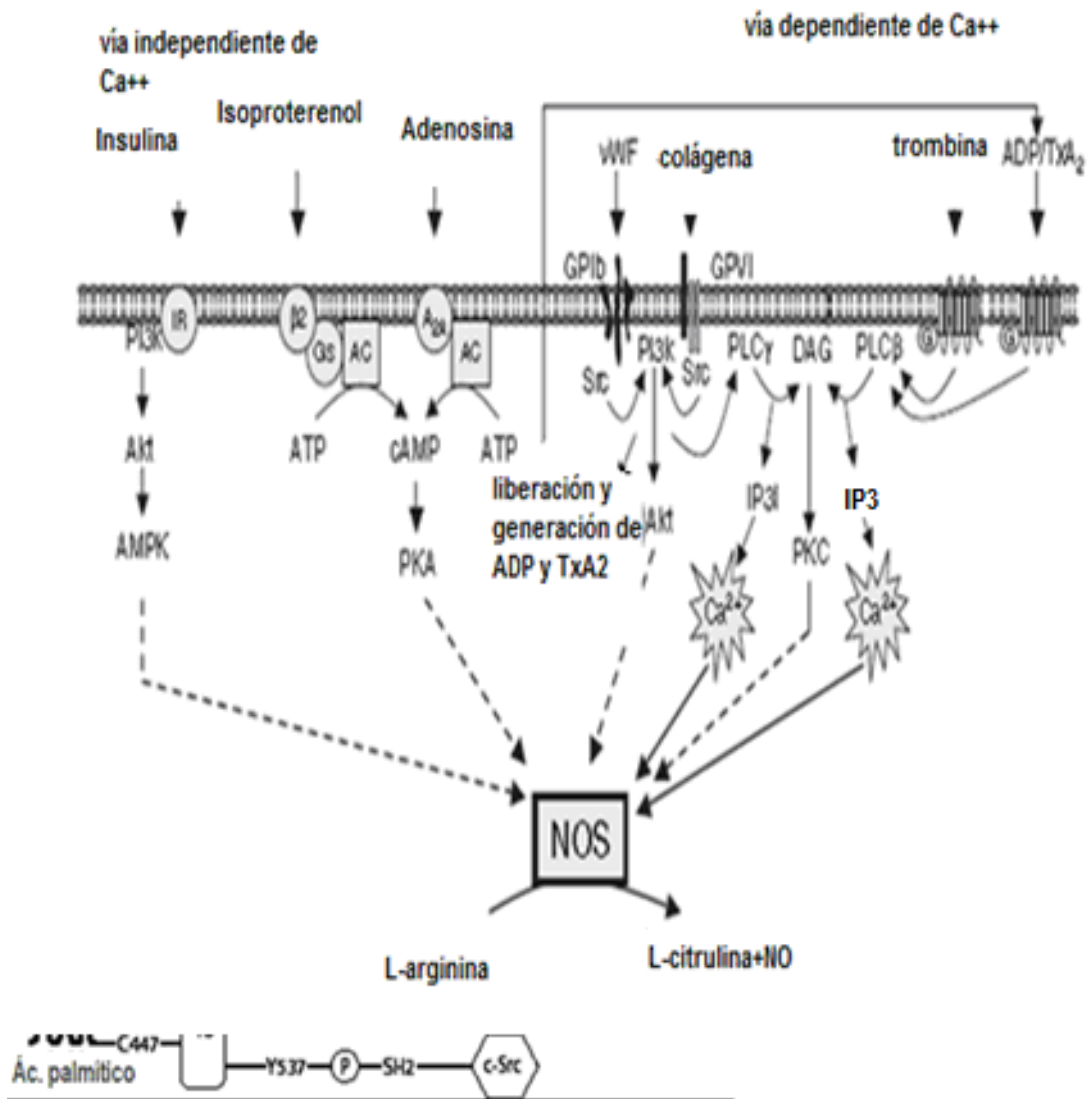 vía independiente de
Ca++
vía dependiente de Ca++
Insulina
Isoproterenol
Adenosina
vWF
colágena
trombina
ADP/TxA2
GPIb
GPVI
PI3K
IR
β2
Gs
AC
A2A
AC
Src
PI3K
Src
PLCγ
DAG
PLCβ
G
G
Akt
ATP
cAMP
ATP
liberación y
generación de
ADP y TxA2
Akt
IP3
IP3
AMPK
PKA
PKC
Ca2+
Ca2+
NOS
L-arginina
L-citrulina+NO
C447
Ác. palmítico
Y537
P
SH2
c-Src